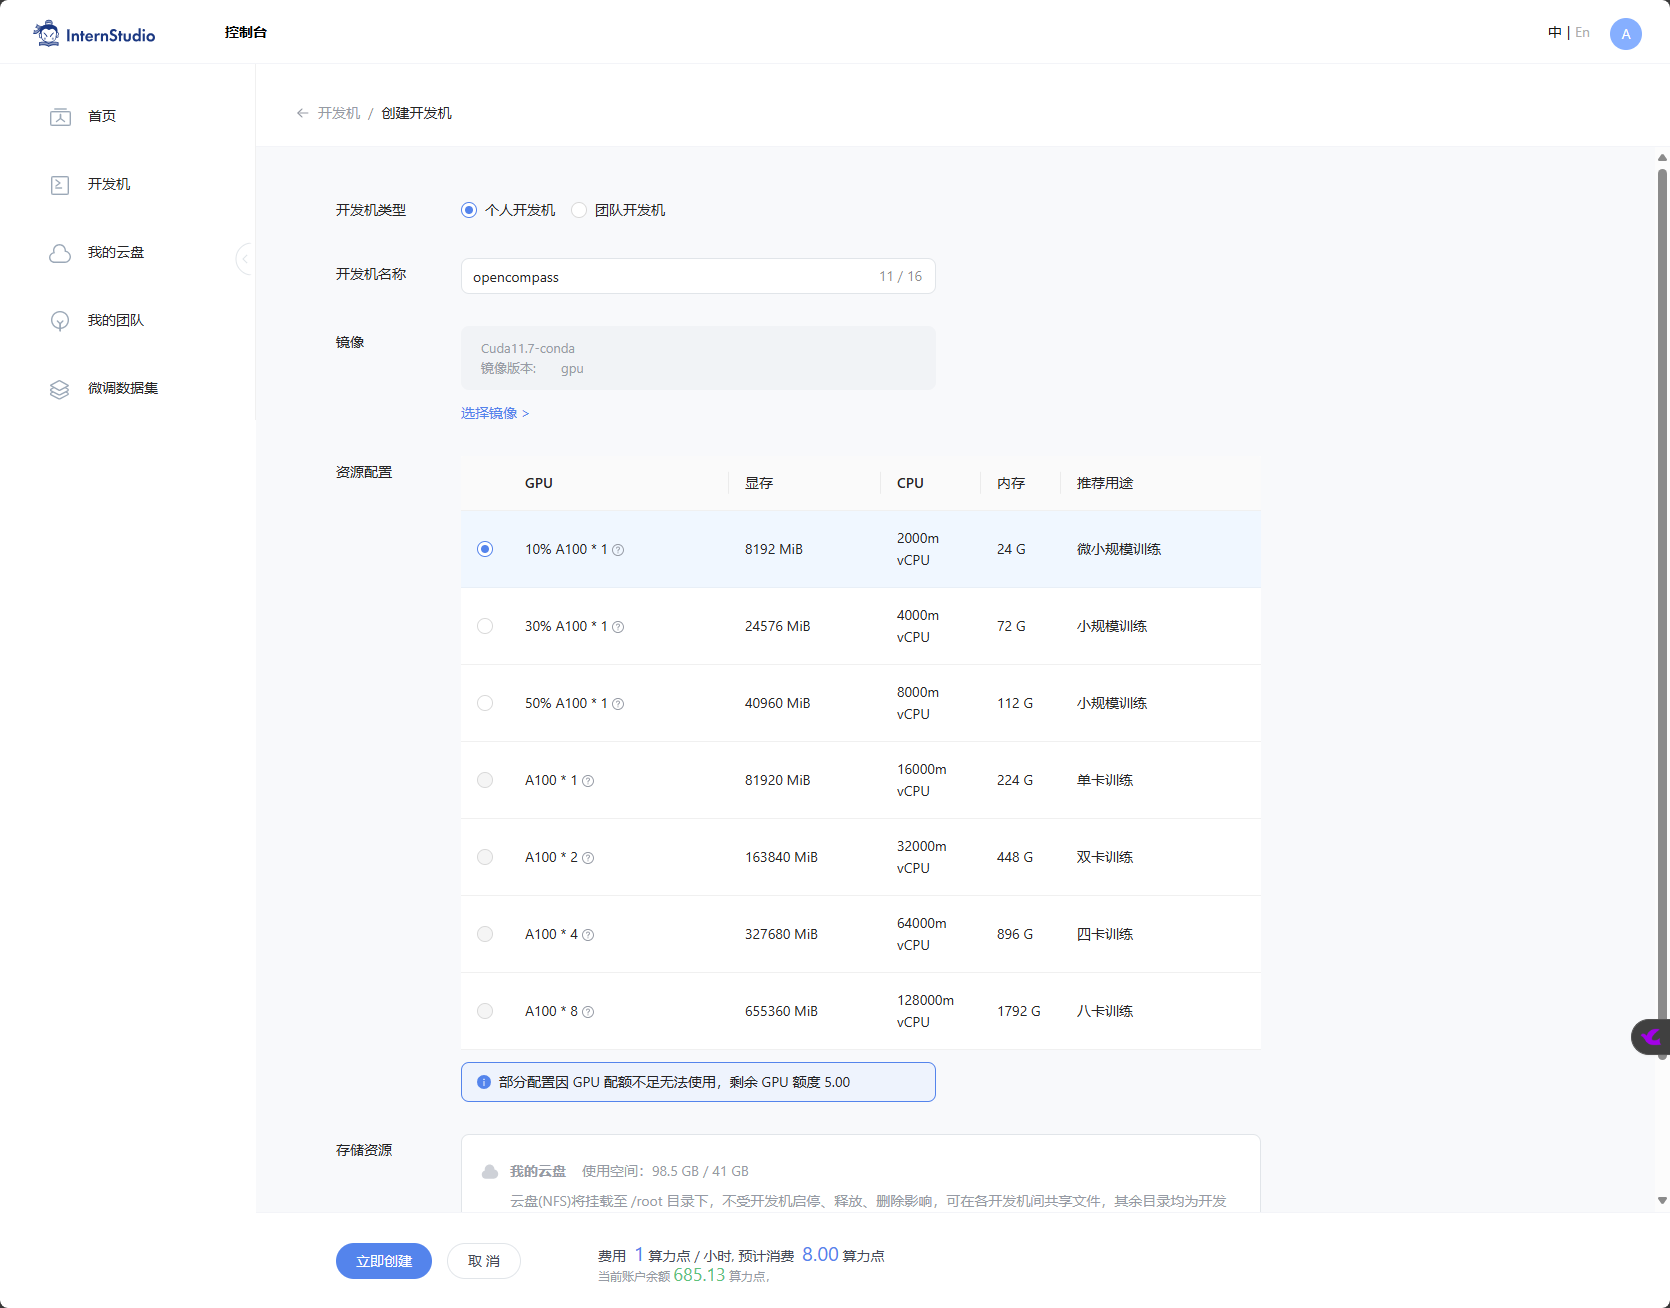 InternStudio
控制台
中 | En
A
首页
开发机
我的云盘
我的团队
微调数据集
← 开发机 / 创建开发机
开发机类型
个人开发机
团队开发机
开发机名称
opencompass
11 / 16
镜像
Cuda11.7-conda
镜像版本: gpu
选择镜像 >
资源配置
GPU 显存 CPU 内存 推荐用途
10% A100 * 1 8192 MiB 2000m vCPU 24 G 微小规模训练
30% A100 * 1 24576 MiB 4000m vCPU 72 G 小规模训练
50% A100 * 1 40960 MiB 8000m vCPU 112 G 小规模训练
A100 * 1 81920 MiB 16000m vCPU 224 G 单卡训练
A100 * 2 163840 MiB 32000m vCPU 448 G 双卡训练
A100 * 4 327680 MiB 64000m vCPU 896 G 四卡训练
A100 * 8 655360 MiB 128000m vCPU 1792 G 八卡训练
部分配置因 GPU 配额不足无法使用，剩余 GPU 额度 5.00
存储资源
我的云盘 使用空间：98.5 GB / 41 GB
云盘(NFS)将挂载至 /root 目录下，不受开发机启停、释放、删除影响，可在各开发机间共享文件，其余目录均为开发
立即创建
取 消
费用 1 算力点 / 小时, 预计消费 8.00 算力点
当前账户余额 685.13 算力点,